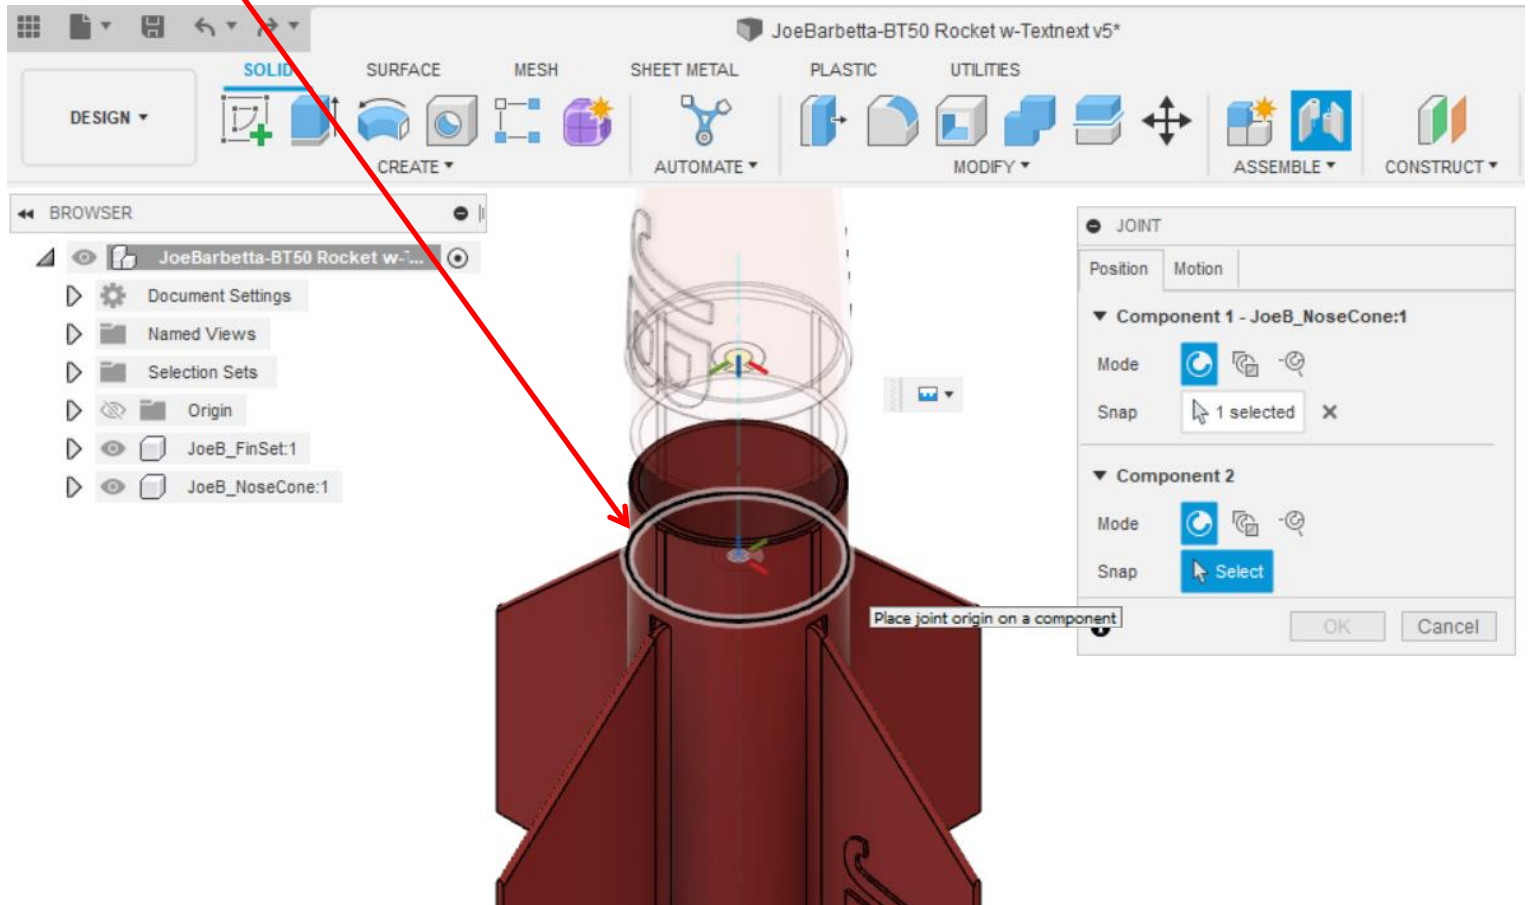 JoeBarbetta-BT50 Rocket w-Textnext v5*
SOLID SURFACE MESH SHEET METAL PLASTIC UTILITIES
DESIGN
CREATE AUTOMATE MODIFY ASSEMBLE CONSTRUCT
BROWSER
JoeBarbetta-BT50 Rocket w-T...
Document Settings
Named Views
Selection Sets
Origin
JoeB_FinSet:1
JoeB_NoseCone:1
JOINT
Position Motion
Component 1 - JoeB_NoseCone:1
Mode
Snap 1 selected
Component 2
Mode
Snap Select
Place joint origin on a component
OK Cancel